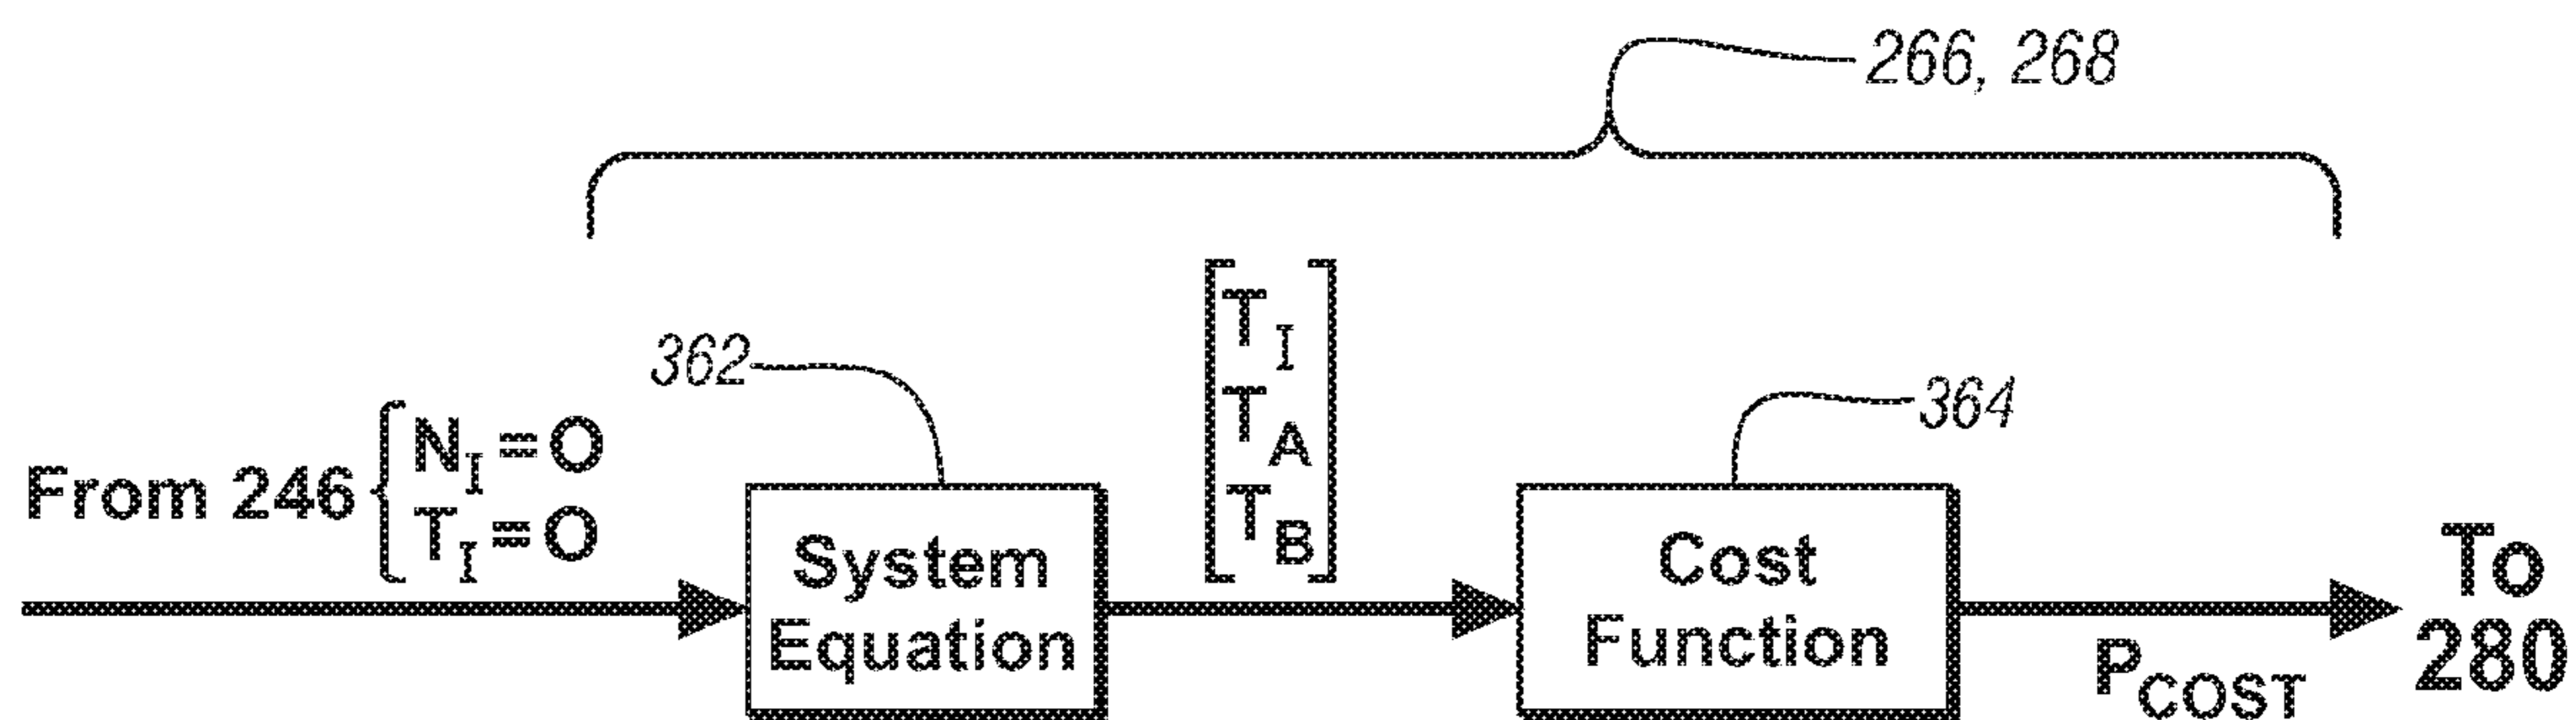 266, 268
362
364
From 246
N_I=O
T_I=O
T_I
T_A
T_B
System
Equation
Cost
Function
P_COST
To
280